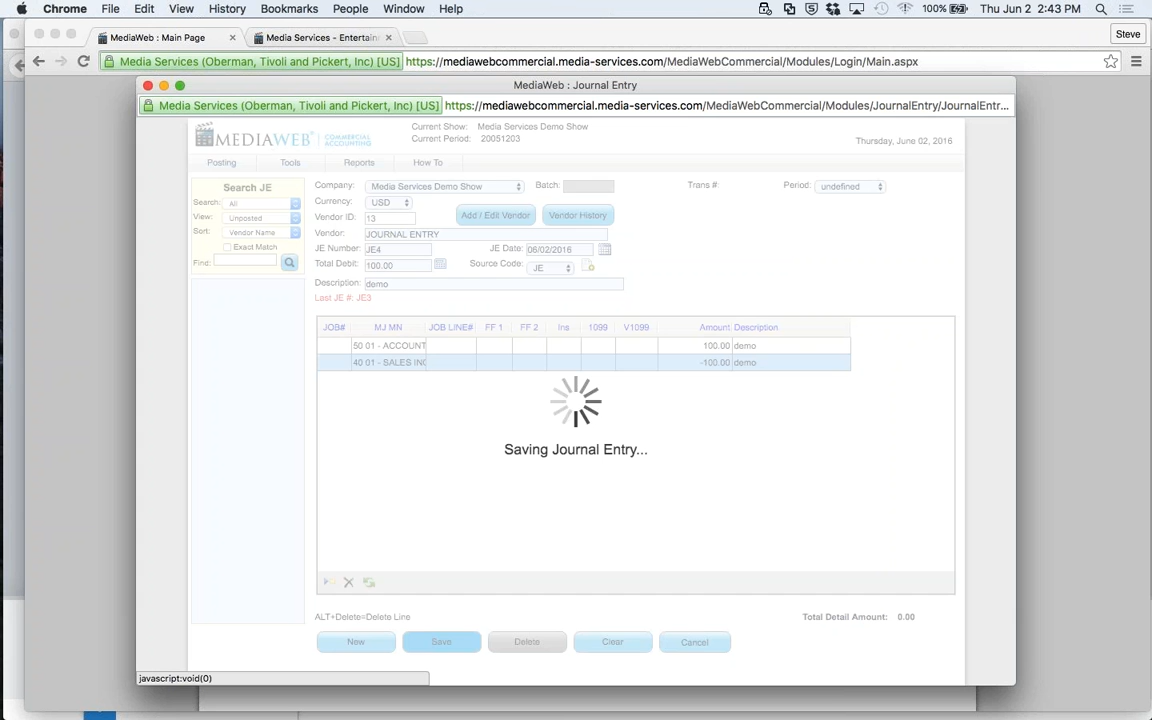 Chrome File Edit View History Bookmarks People Window Help 100% Thu Jun 2 2:43 PM
MediaWeb : Main Page Media Services - Entertain Steve
Media Services (Oberman, Tivoli and Pickert, Inc) [US] https://mediawebcommercial.media-services.com/MediaWebCommercial/Modules/Login/Main.aspx
MediaWeb : Journal Entry
Media Services (Oberman, Tivoli and Pickert, Inc) [US] https://mediawebcommercial.media-services.com/MediaWebCommercial/Modules/JournalEntry/JournalEntr...
MEDIAWEB COMMERCIAL ACCOUNTING
Current Show: Media Services Demo Show
Current Period: 20051203
Thursday, June 02, 2016
Posting Tools Reports How To
Search JE
Search: All
View: Unposted
Sort: Vendor Name
Exact Match
Find:
Company: Media Services Demo Show Batch: Trans #: Period: undefined
Currency: USD
Vendor ID: 13 Add / Edit Vendor Vendor History
Vendor: JOURNAL ENTRY
JE Number: JE4 JE Date: 06/02/2016
Total Debit: 100.00 Source Code: JE
Description: demo
Last JE #: JE3
JOB# MJ MN JOB LINE# FF 1 FF 2 Ins 1099 V1099 Amount Description
50 01 - ACCOUNT 100.00 demo
40 01 - SALES INC -100.00 demo
Saving Journal Entry...
ALT+Delete=Delete Line Total Detail Amount: 0.00
New Save Delete Clear Cancel
javascript:void(0)